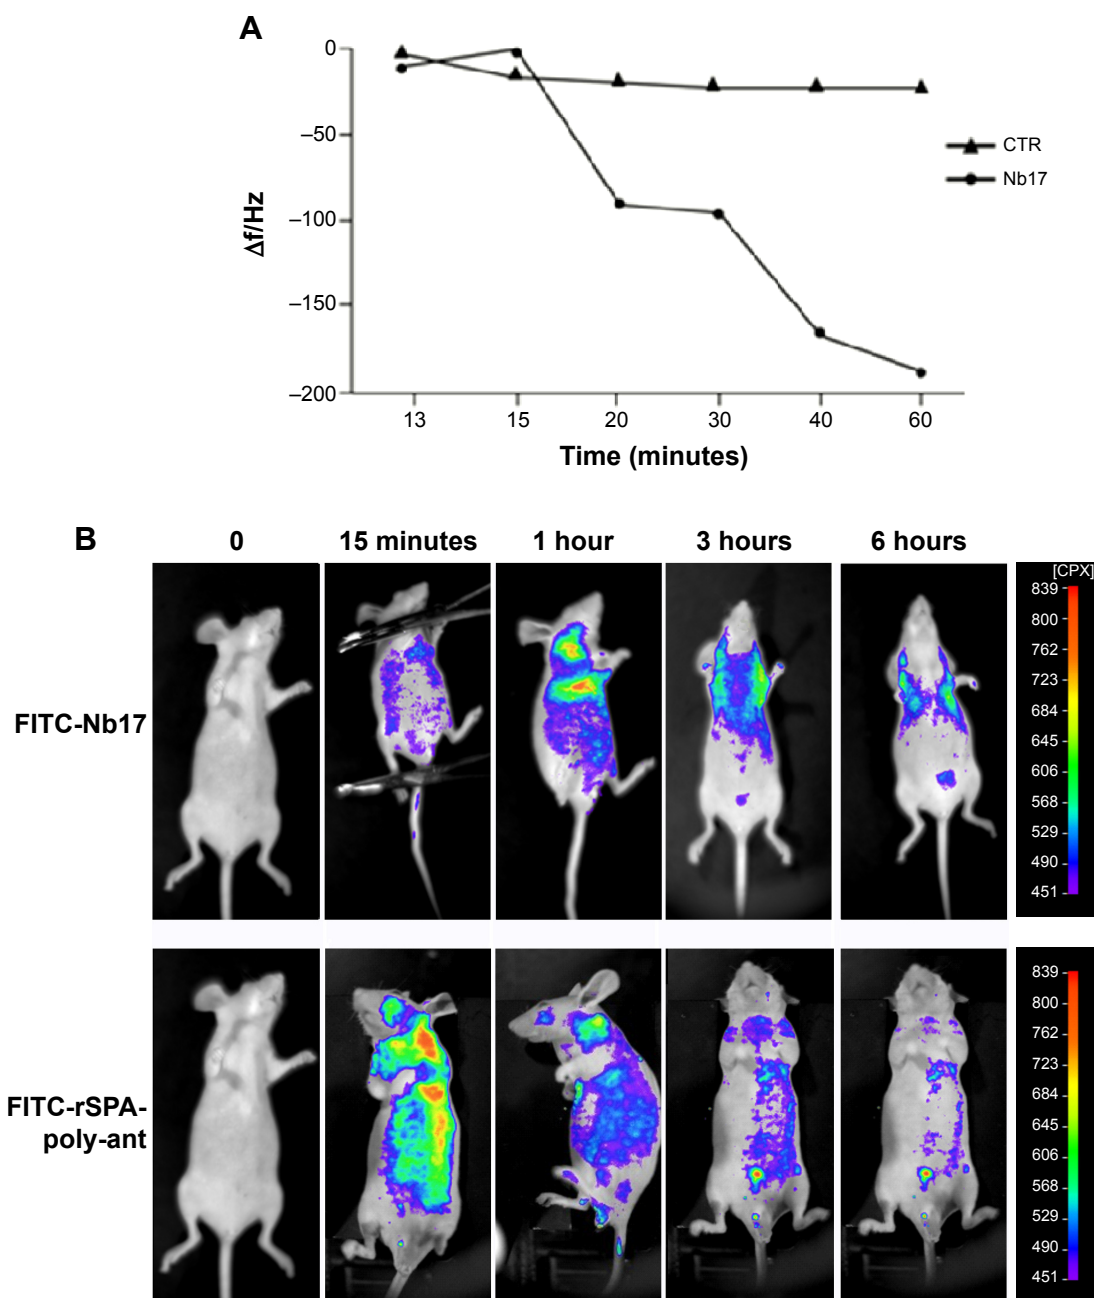 A
0
–50
–100
–150
–200
Δf/Hz
13 15 20 30 40 60
Time (minutes)
CTR
Nb17
B
0 15 minutes 1 hour 3 hours 6 hours
FITC-Nb17
[CPX]
839
800
762
723
684
645
606
568
529
490
451
FITC-rSPA-
poly-ant
839
800
762
723
684
645
606
568
529
490
451